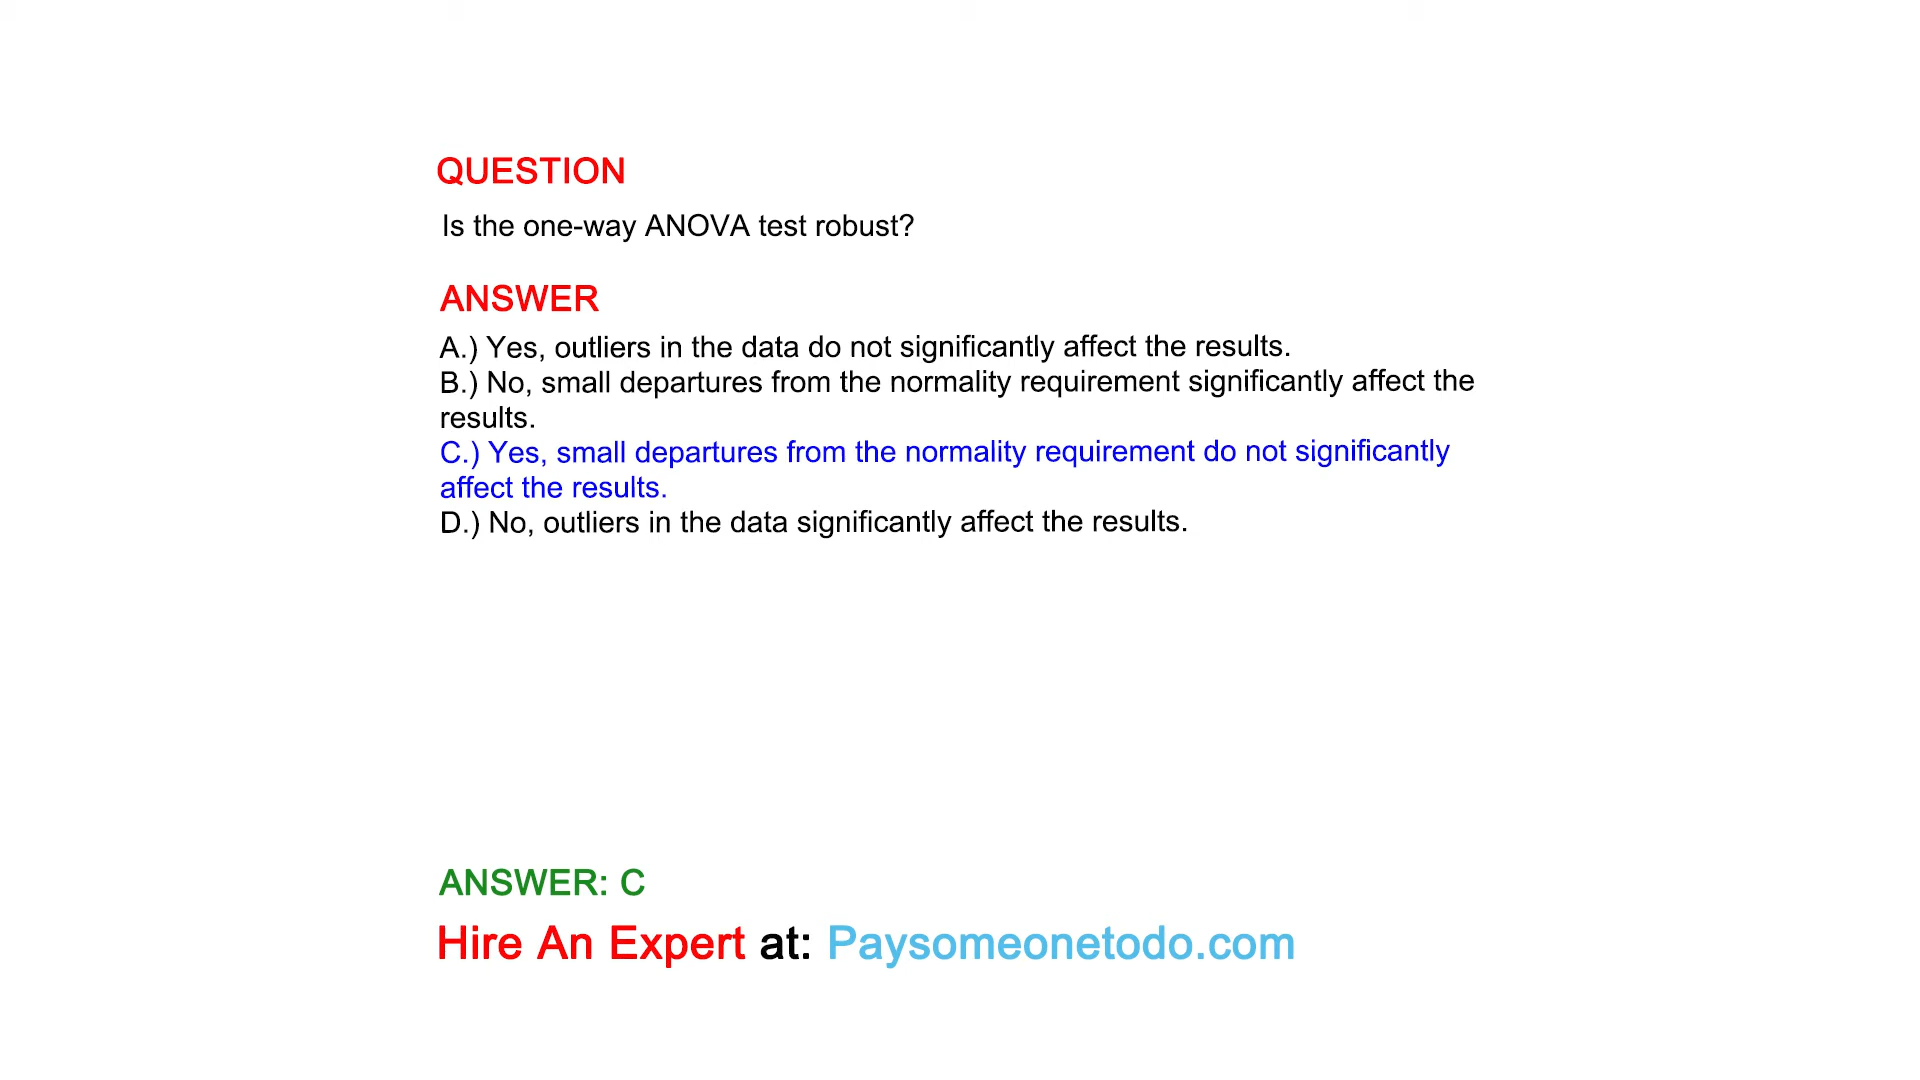 QUESTION
Is the one-way ANOVA test robust?
ANSWER
A.) Yes, outliers in the data do not significantly affect the results.
B.) No, small departures from the normality requirement significantly affect the
results.
C.) Yes, small departures from the normality requirement do not significantly
affect the results.
D.) No, outliers in the data significantly affect the results.
ANSWER: C
Hire An Expert at: Paysomeonetodo.com